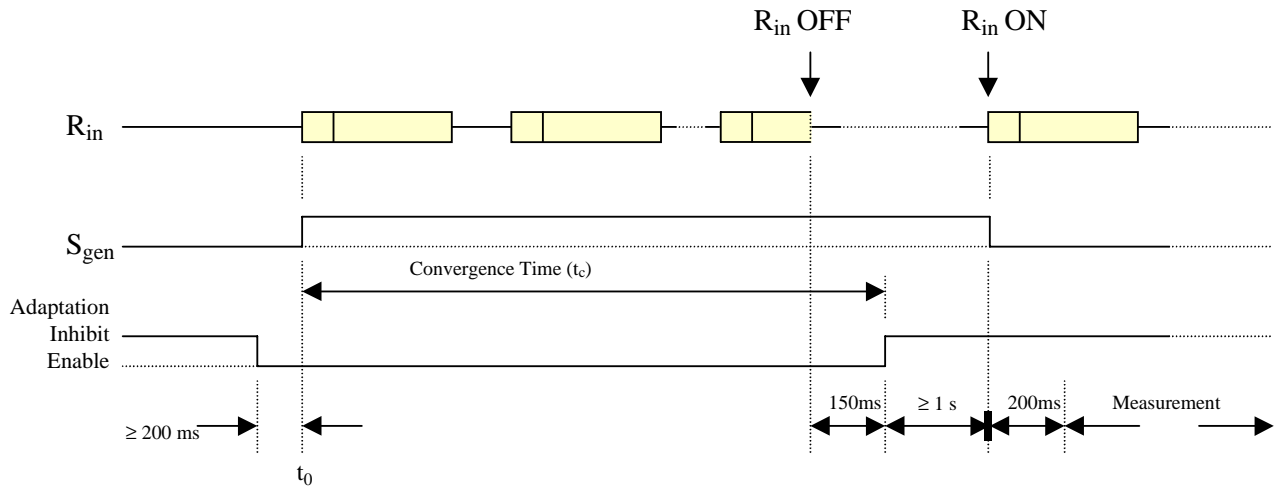 R_in OFF
R_in ON
R_in
S_gen
Convergence Time (t_c)
Adaptation
Inhibit
Enable
≥ 200 ms
150ms
≥ 1 s
200ms
Measurement
t_0